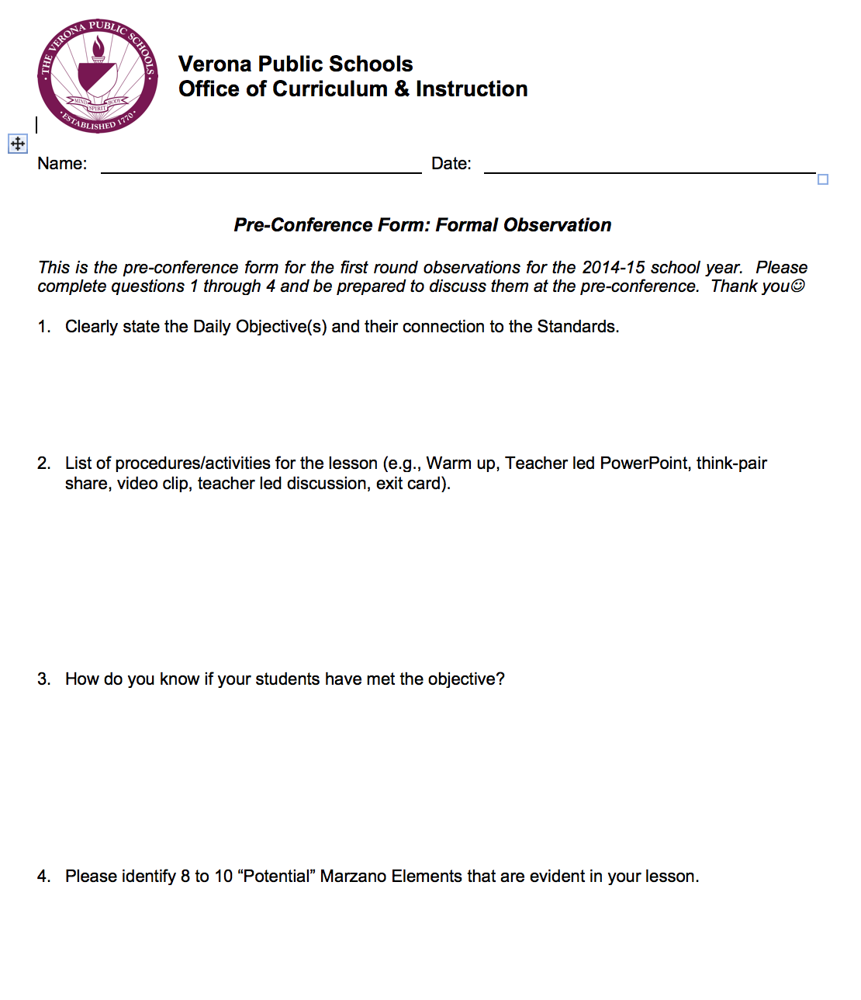 THE VERONA PUBLIC SCHOOLS
MIND
BODY
SPIRIT
ESTABLISHED 1770
Verona Public Schools
Office of Curriculum & Instruction
Name: Date:
Pre-Conference Form: Formal Observation
This is the pre-conference form for the first round observations for the 2014-15 school year. Please
complete questions 1 through 4 and be prepared to discuss them at the pre-conference. Thank you☺
1. Clearly state the Daily Objective(s) and their connection to the Standards.
2. List of procedures/activities for the lesson (e.g., Warm up, Teacher led PowerPoint, think-pair
share, video clip, teacher led discussion, exit card).
3. How do you know if your students have met the objective?
4. Please identify 8 to 10 “Potential” Marzano Elements that are evident in your lesson.